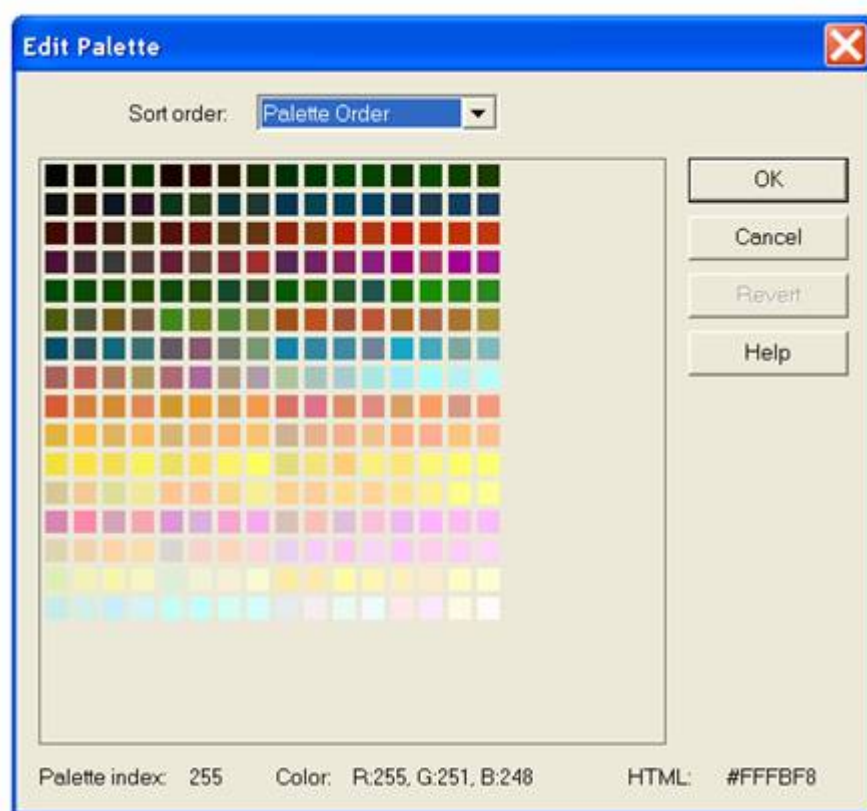 Edit Palette
Sort order: Palette Order
OK
Cancel
Revert
Help
Palette index: 255 Color: R:255, G:251, B:248 HTML: #FFFBF8